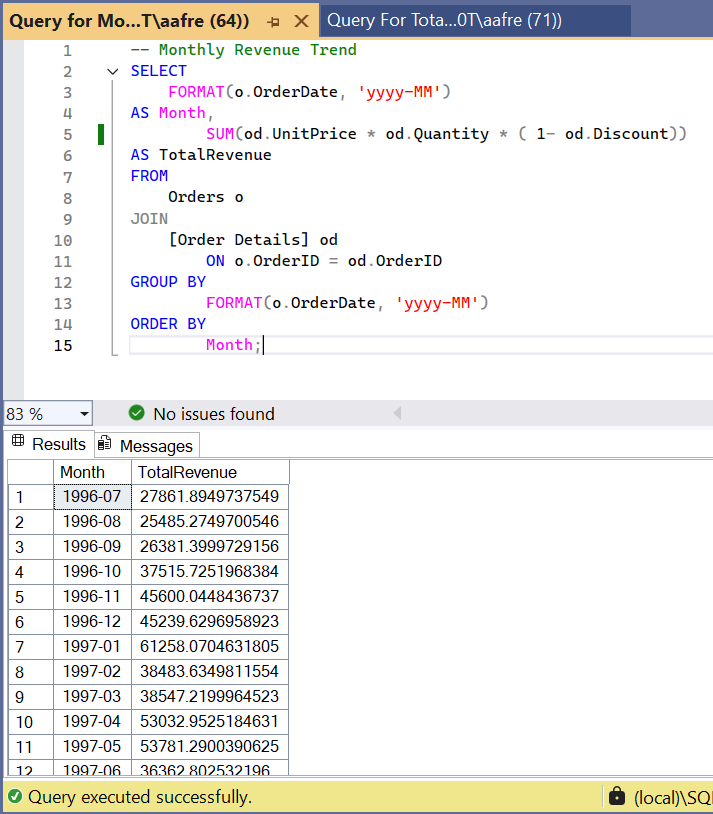 Query for Mo...T\aafre (64))
Query For Tota...0T\aafre (71))
1 -- Monthly Revenue Trend
2 SELECT
3 FORMAT(o.OrderDate, 'yyyy-MM')
4 AS Month,
5 SUM(od.UnitPrice * od.Quantity * ( 1- od.Discount))
6 AS TotalRevenue
7 FROM
8 Orders o
9 JOIN
10 [Order Details] od
11 ON o.OrderID = od.OrderID
12 GROUP BY
13 FORMAT(o.OrderDate, 'yyyy-MM')
14 ORDER BY
15 Month;
83 % No issues found
Results Messages
Month TotalRevenue
1 1996-07 27861.8949737549
2 1996-08 25485.2749700546
3 1996-09 26381.3999729156
4 1996-10 37515.7251968384
5 1996-11 45600.0448436737
6 1996-12 45239.6296958923
7 1997-01 61258.0704631805
8 1997-02 38483.6349811554
9 1997-03 38547.2199964523
10 1997-04 53032.9525184631
11 1997-05 53781.2900390625
12 1997-06 36362.802532196
Query executed successfully.
(local)\SQ